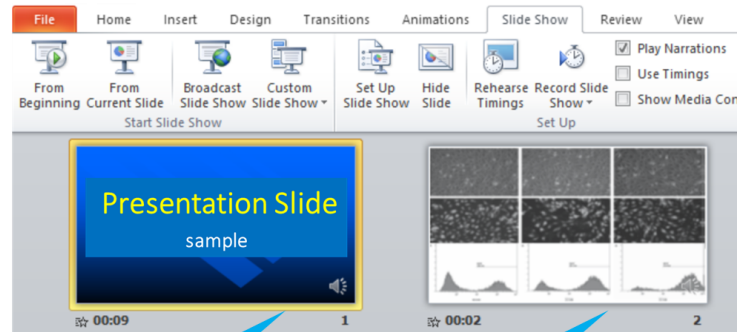 File Home Insert Design Transitions Animations Slide Show Review View
From Beginning
From Current Slide
Broadcast Slide Show
Custom Slide Show
Set Up Slide Show
Hide Slide
Rehearse Timings
Record Slide Show
Play Narrations
Use Timings
Show Media Con
Start Slide Show
Set Up
Presentation Slide
sample
00:09 1
00:02 2